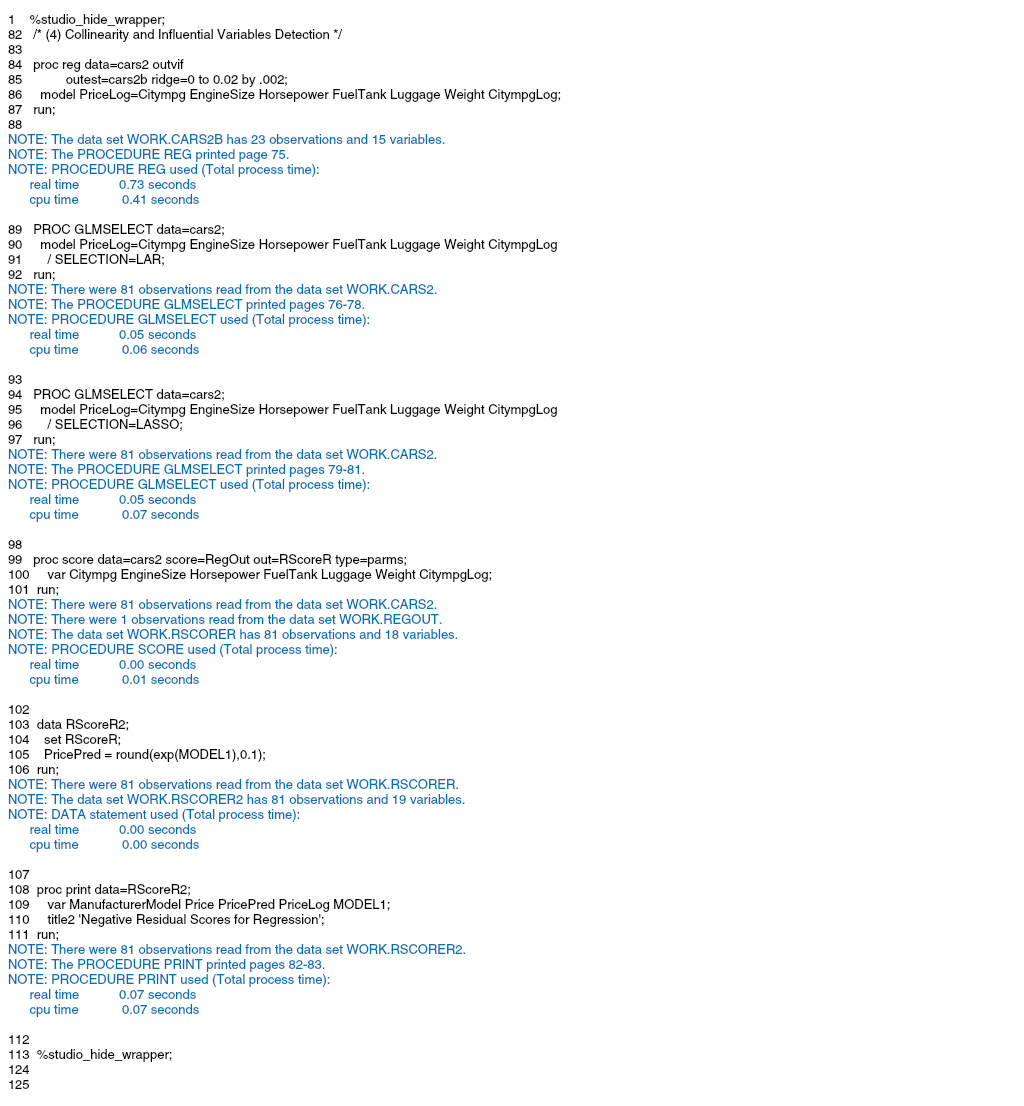 1 %studio_hide_wrapper;
82 /* (4) Collinearity and Influential Variables Detection */
83
84 proc reg data=cars2 outvif
85 outest=cars2b ridge=0 to 0.02 by .002;
86 model PriceLog=Citympg EngineSize Horsepower FuelTank Luggage Weight CitympgLog;
87 run;
88
NOTE: The data set WORK.CARS2B has 23 observations and 15 variables.
NOTE: The PROCEDURE REG printed page 75.
NOTE: PROCEDURE REG used (Total process time):
real time 0.73 seconds
cpu time 0.41 seconds
89 PROC GLMSELECT data=cars2;
90 model PriceLog=Citympg EngineSize Horsepower FuelTank Luggage Weight CitympgLog
91 / SELECTION=LAR;
92 run;
NOTE: There were 81 observations read from the data set WORK.CARS2.
NOTE: The PROCEDURE GLMSELECT printed pages 76-78.
NOTE: PROCEDURE GLMSELECT used (Total process time):
real time 0.05 seconds
cpu time 0.06 seconds
93
94 PROC GLMSELECT data=cars2;
95 model PriceLog=Citympg EngineSize Horsepower FuelTank Luggage Weight CitympgLog
96 / SELECTION=LASSO;
97 run;
NOTE: There were 81 observations read from the data set WORK.CARS2.
NOTE: The PROCEDURE GLMSELECT printed pages 79-81.
NOTE: PROCEDURE GLMSELECT used (Total process time):
real time 0.05 seconds
cpu time 0.07 seconds
98
99 proc score data=cars2 score=RegOut out=RScoreR type=parms;
100 var Citympg EngineSize Horsepower FuelTank Luggage Weight CitympgLog;
101 run;
NOTE: There were 81 observations read from the data set WORK.CARS2.
NOTE: There were 1 observations read from the data set WORK.REGOUT.
NOTE: The data set WORK.RSCORER has 81 observations and 18 variables.
NOTE: PROCEDURE SCORE used (Total process time):
real time 0.00 seconds
cpu time 0.01 seconds
102
103 data RScoreR2;
104 set RScoreR;
105 PricePred = round(exp(MODEL1),0.1);
106 run;
NOTE: There were 81 observations read from the data set WORK.RSCORER.
NOTE: The data set WORK.RSCORER2 has 81 observations and 19 variables.
NOTE: DATA statement used (Total process time):
real time 0.00 seconds
cpu time 0.00 seconds
107
108 proc print data=RScoreR2;
109 var ManufacturerModel Price PricePred PriceLog MODEL1;
110 title2 'Negative Residual Scores for Regression';
111 run;
NOTE: There were 81 observations read from the data set WORK.RSCORER2.
NOTE: The PROCEDURE PRINT printed pages 82-83.
NOTE: PROCEDURE PRINT used (Total process time):
real time 0.07 seconds
cpu time 0.07 seconds
112
113 %studio_hide_wrapper;
124
125